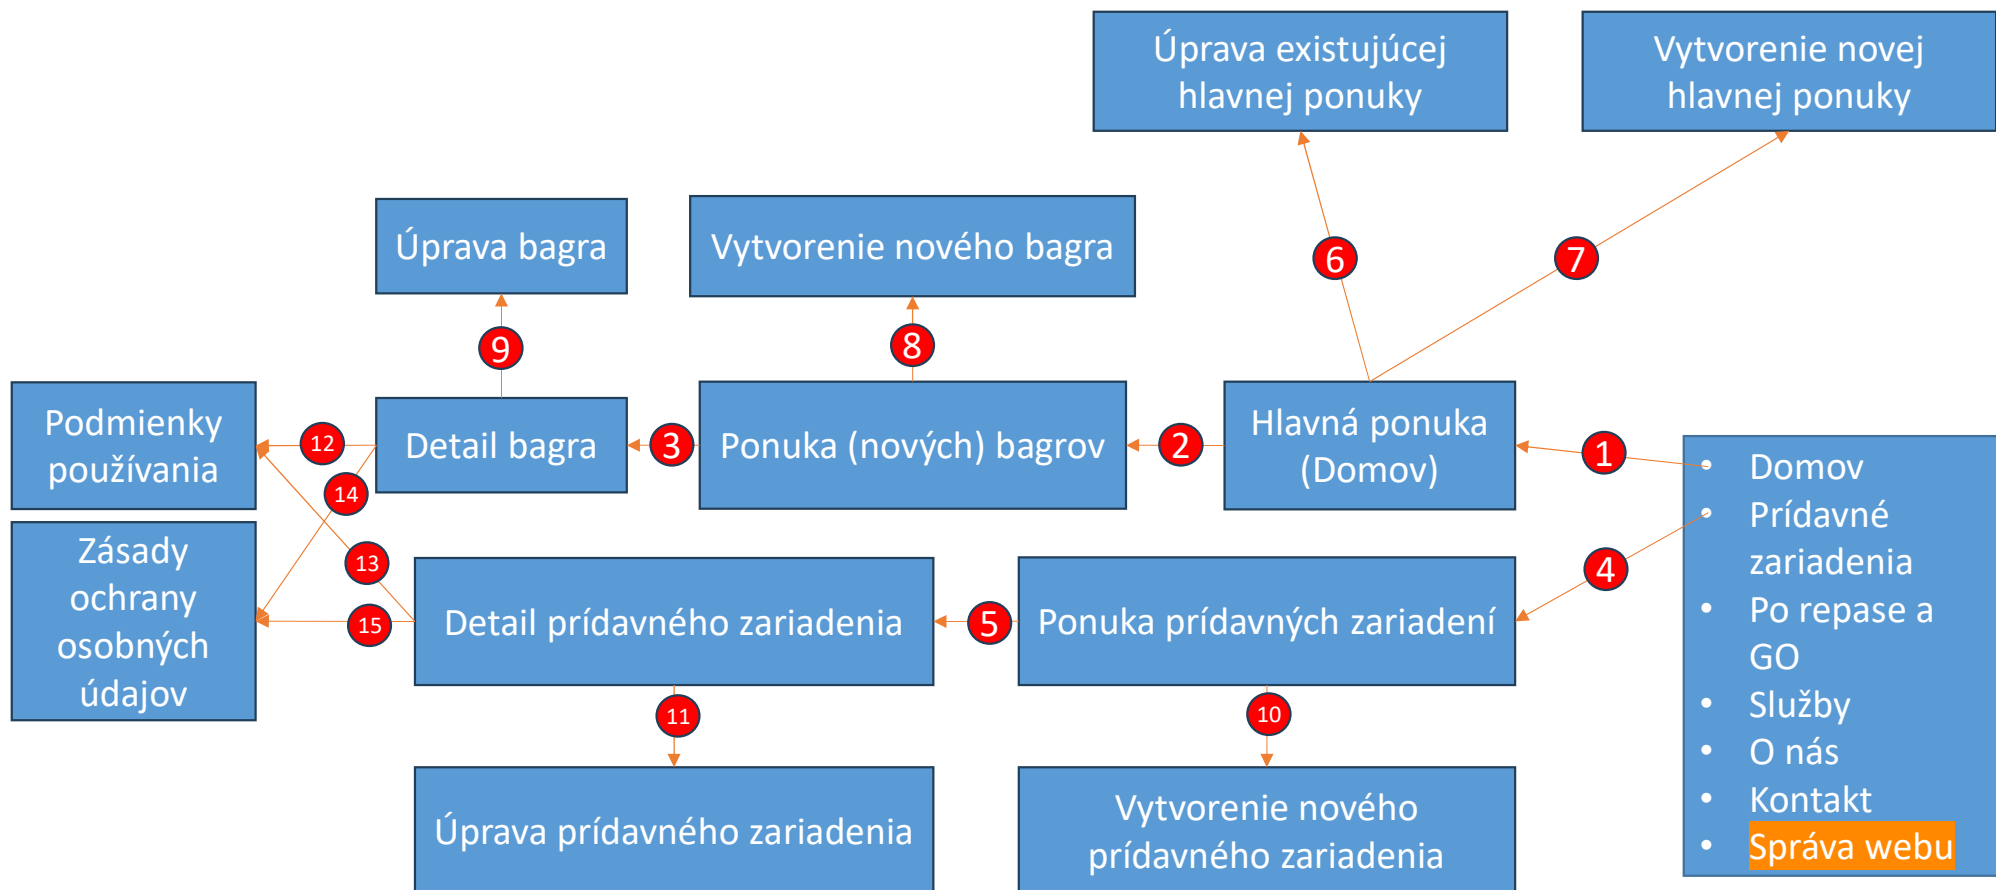 Úprava existujúcej
hlavnej ponuky
Vytvorenie novej
hlavnej ponuky
Úprava bagra
Vytvorenie nového bagra
6
7
9
8
Podmienky
používania
12
Detail bagra
3
Ponuka (nových) bagrov
2
Hlavná ponuka
(Domov)
1
14
13
15
Zásady
ochrany
osobných
údajov
Detail prídavného zariadenia
5
Ponuka prídavných zariadení
4
• Domov
• Prídavné
zariadenia
• Po repase a
GO
• Služby
• O nás
• Kontakt
• Správa webu
11
10
Úprava prídavného zariadenia
Vytvorenie nového
prídavného zariadenia